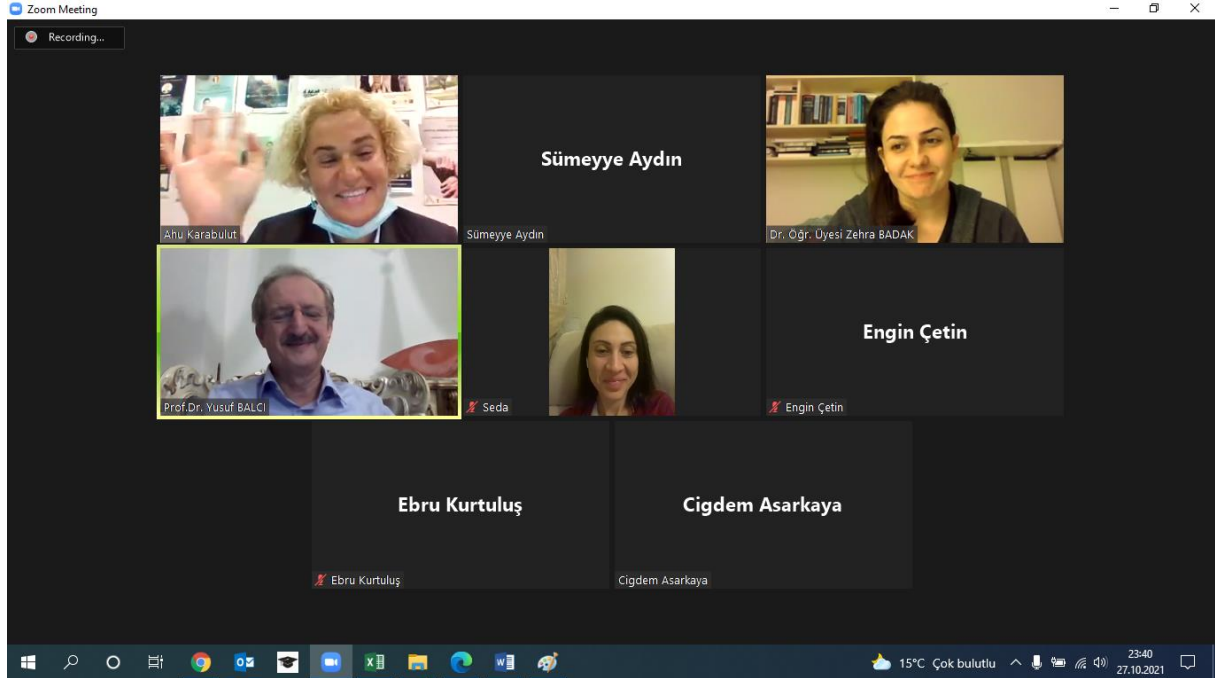 Zoom Meeting
Recording...
Ahu Karabulut
Sümeyye Aydın
Sümeyye Aydın
Dr. Öğr. Üyesi Zehra BADAK
Prof.Dr. Yusuf BALCI
Seda
Engin Çetin
Engin Çetin
Ebru Kurtuluş
Ebru Kurtuluş
Cigdem Asarkaya
Cigdem Asarkaya
15°C Çok bulutlu
23:40
27.10.2021